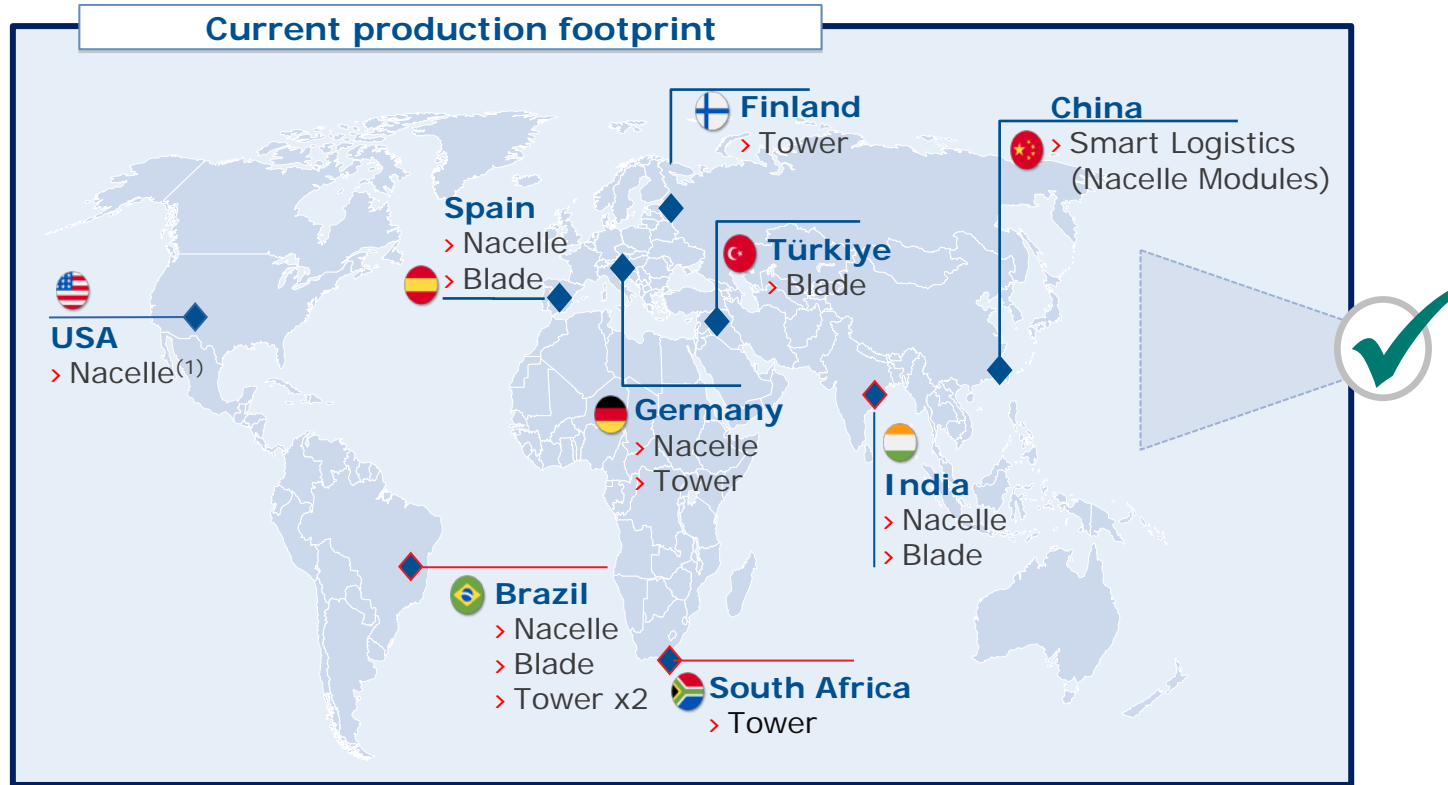 Current production footprint
Finland
› Tower
China
› Smart Logistics
(Nacelle Modules)
Spain
› Nacelle
› Blade
Türkiye
› Blade
USA
› Nacelle(1)
Germany
› Nacelle
› Tower
India
› Nacelle
› Blade
Brazil
› Nacelle
› Blade
› Tower x2
South Africa
› Tower